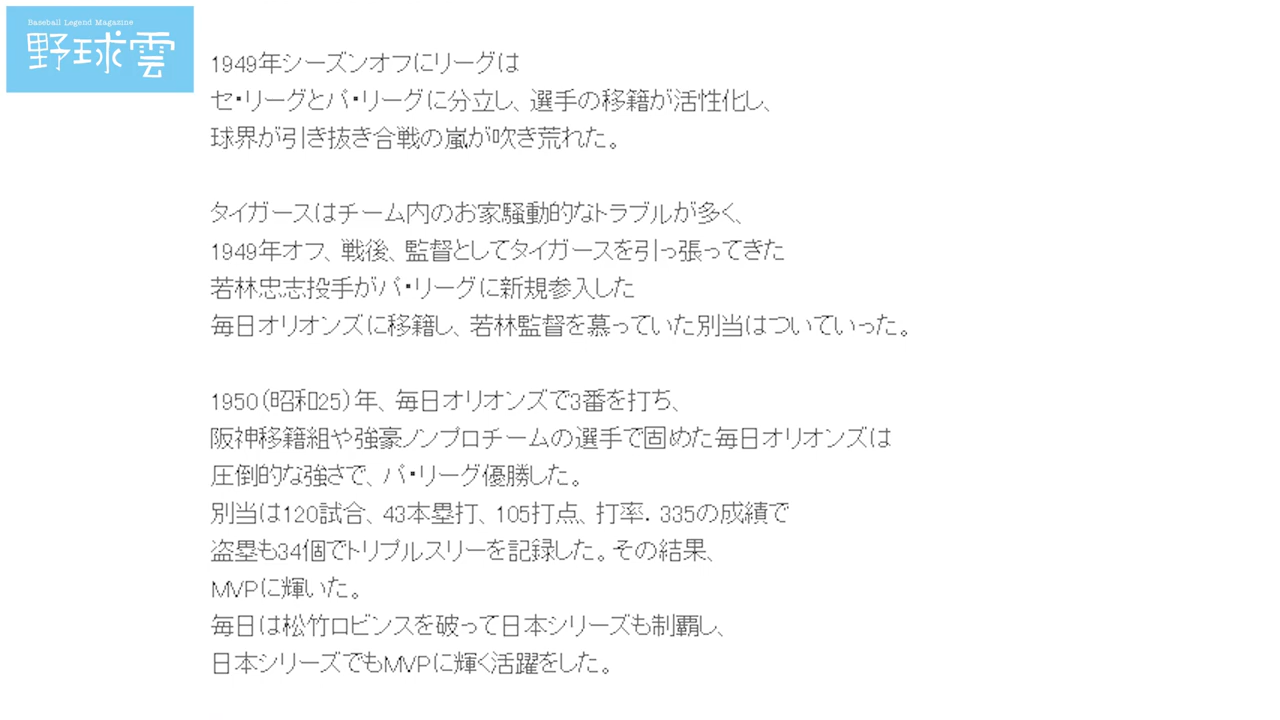 Baseball Legend Magazine
野球雲
1949年シーズンオフにリーグは
セ・リーグとパ・リーグに分立し、選手の移籍が活性化し、
球界が引き抜き合戦の嵐が吹き荒れた。
タイガースはチーム内のお家騒動的なトラブルが多く、
1949年オフ、戦後、監督としてタイガースを引っ張ってきた
若林忠志投手がパ・リーグに新規参入した
毎日オリオンズに移籍し、若林監督を慕っていた別当はついていった。
1950(昭和25)年、毎日オリオンズで3番を打ち、
阪神移籍組や強豪ノンプロチームの選手で固めた毎日オリオンズは
圧倒的な強さで、パ・リーグ優勝した。
別当は120試合、43本塁打、105打点、打率．335の成績で
盗塁も34個でトリプルスリーを記録した。その結果、
MVPに輝いた。
毎日は松竹ロビンスを破って日本シリーズも制覇し、
日本シリーズでもMVPに輝く活躍をした。